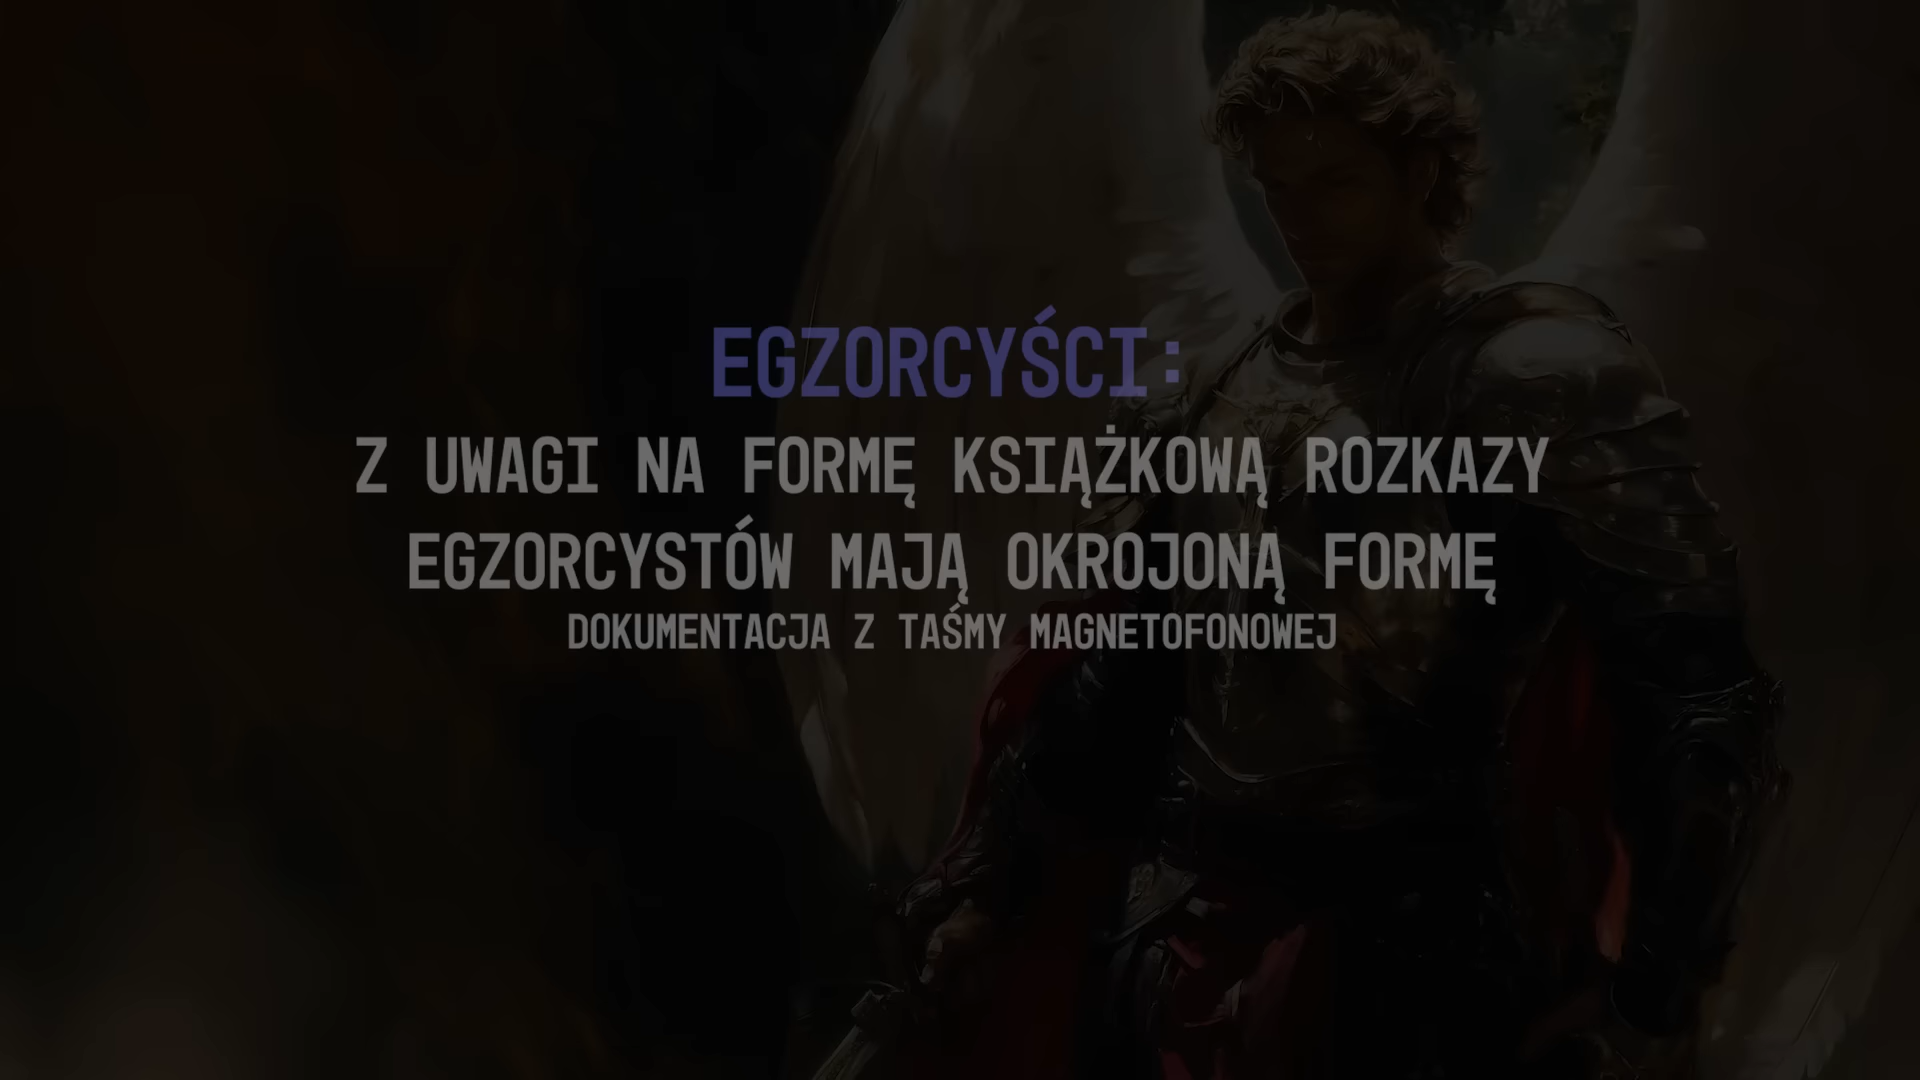 EGZORCYŚCI:
Z UWAGI NA FORMĘ KSIĄŻKOWĄ ROZKAZY
EGZORCYSTÓW MAJĄ OKROJONĄ FORMĘ
DOKUMENTACJA Z TAŚMY MAGNETOFONOWEJ